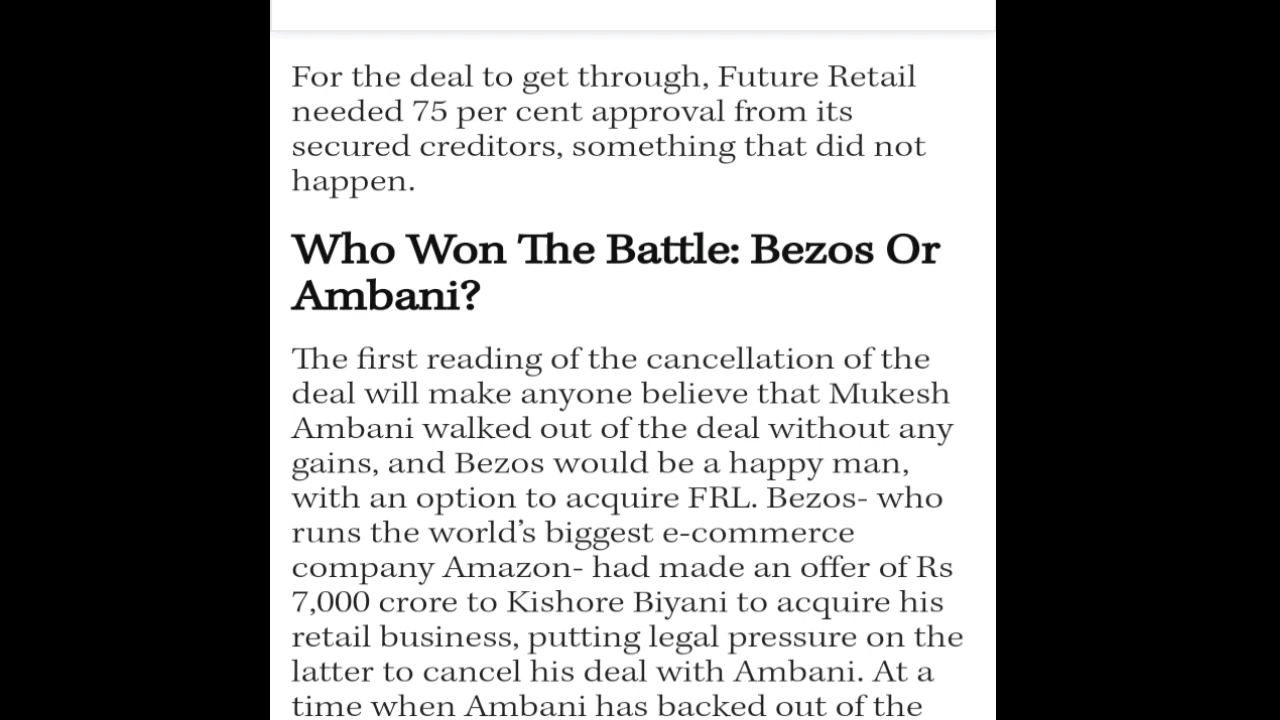 For the deal to get through, Future Retail
needed 75 per cent approval from its
secured creditors, something that did not
happen.
Who Won The Battle: Bezos Or
Ambani?
The first reading of the cancellation of the
deal will make anyone believe that Mukesh
Ambani walked out of the deal without any
gains, and Bezos would be a happy man,
with an option to acquire FRL. Bezos- who
runs the world’s biggest e-commerce
company Amazon- had made an offer of Rs
7,000 crore to Kishore Biyani to acquire his
retail business, putting legal pressure on the
latter to cancel his deal with Ambani. At a
time when Ambani has backed out of the